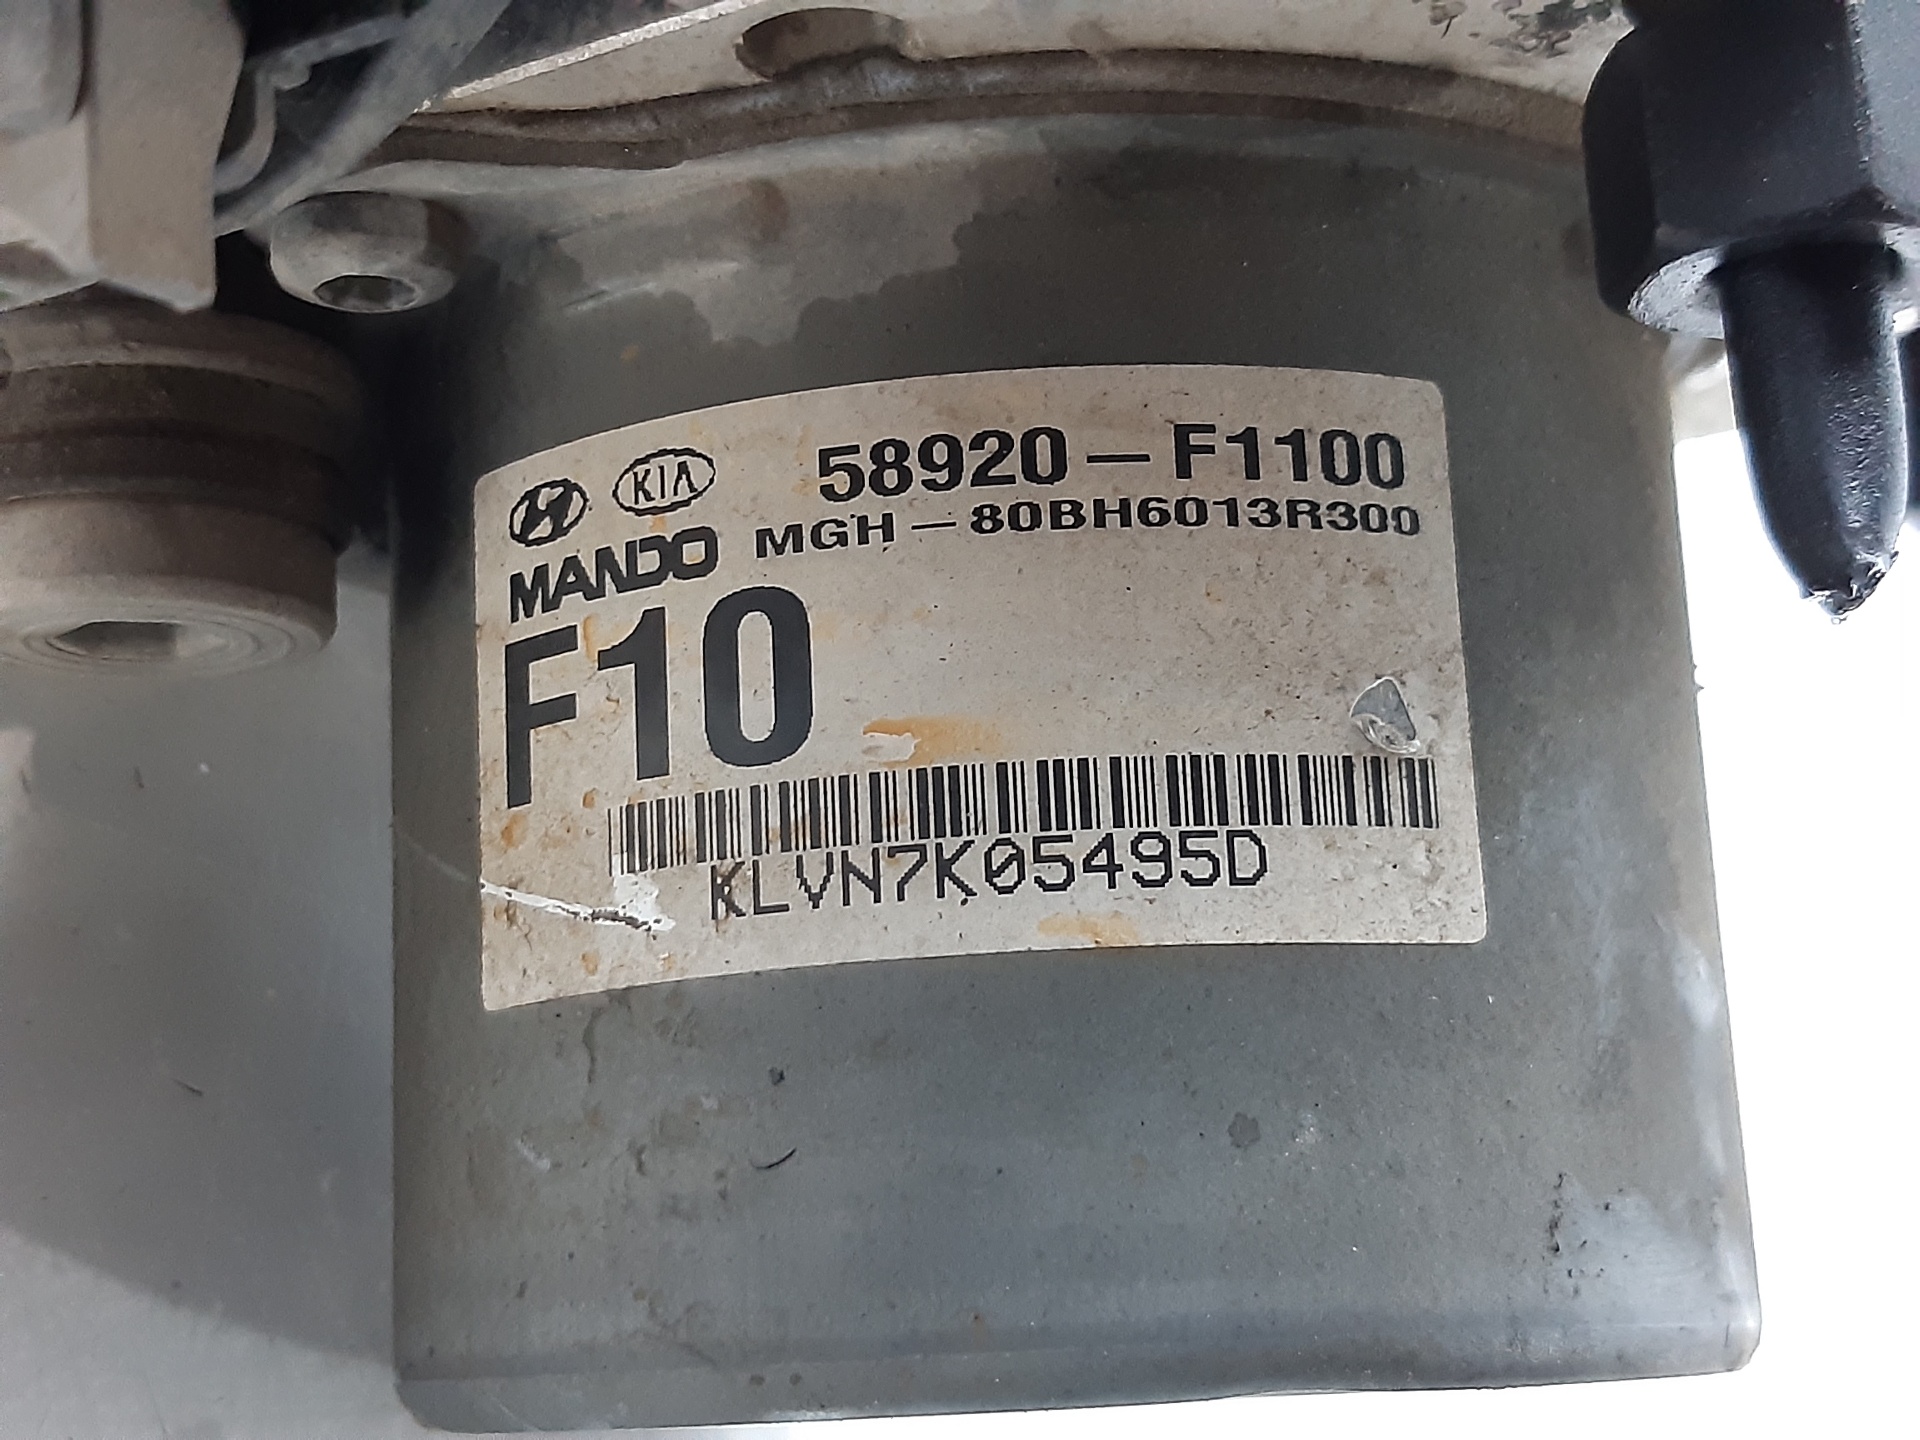 KIA 58920-F1100
MANDO MGH-80BH6013R300
F10
KLVN7K05495D